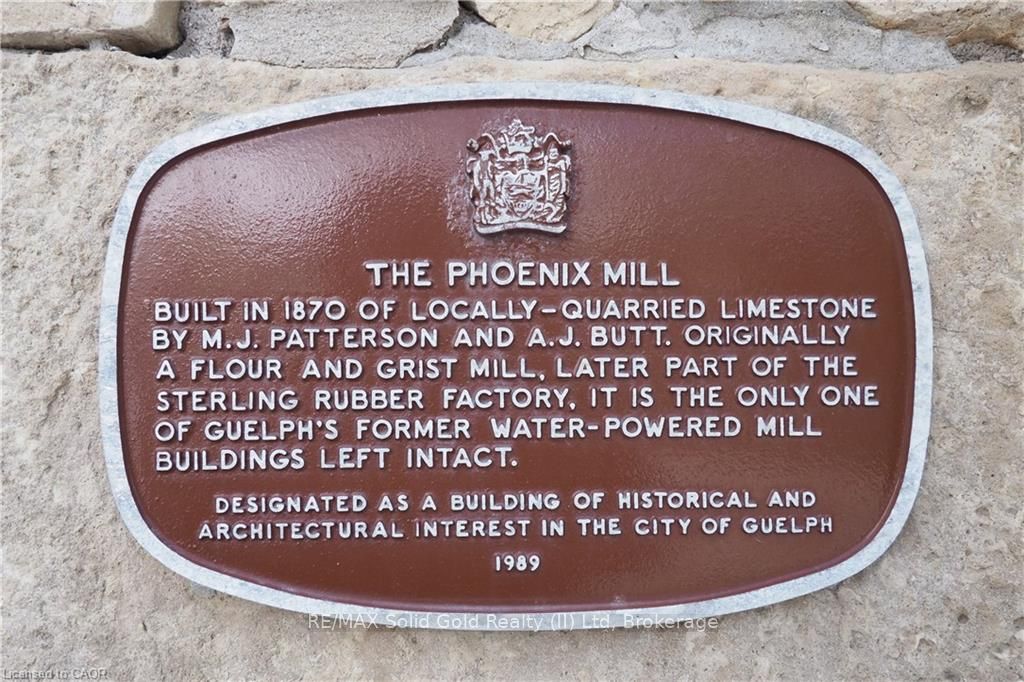 THE PHOENIX MILL
BUILT IN 1870 OF LOCALLY-QUARRIED LIMESTONE
BY M.J. PATTERSON AND A.J. BUTT. ORIGINALLY
A FLOUR AND GRIST MILL, LATER PART OF THE
STERLING RUBBER FACTORY, IT IS THE ONLY ONE
OF GUELPH'S FORMER WATER-POWERED MILL
BUILDINGS LEFT INTACT.
DESIGNATED AS A BUILDING OF HISTORICAL AND
ARCHITECTURAL INTEREST IN THE CITY OF GUELPH
1989
RE/MAX Solid Gold Realty (II) Ltd, Brokerage
Licensed to CAOR